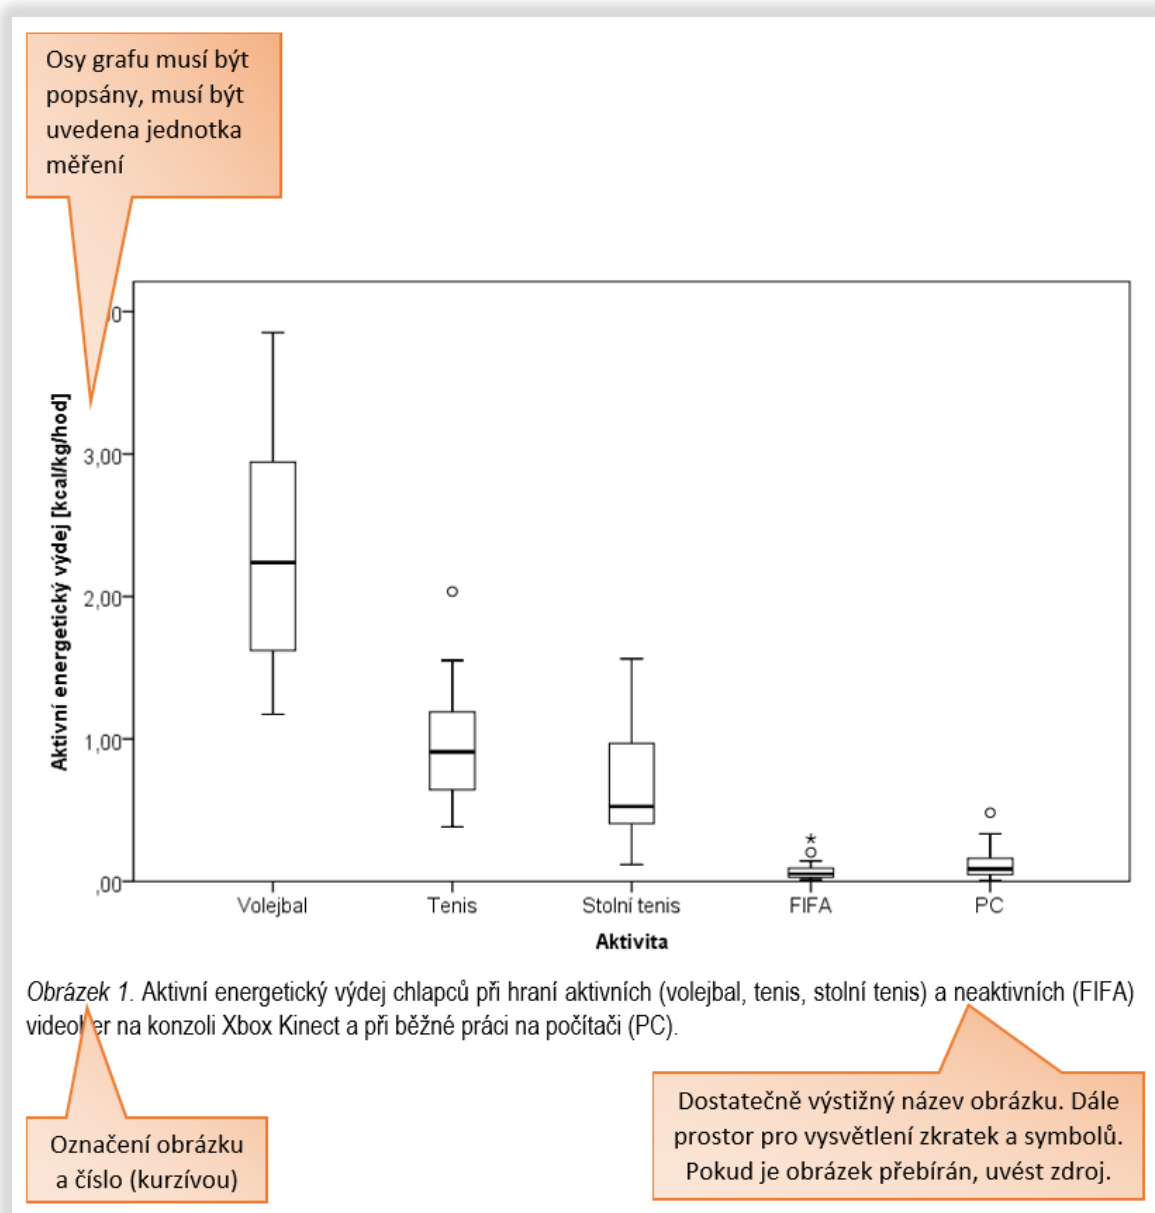 Osy grafu musí být
popsány, musí být
uvedena jednotka
měření
Aktivní energetický výdej [kcal/kg/hod]
3,00
2,00
1,00
,00
Volejbal
Tenis
Stolní tenis
FIFA
PC
Aktivita
Obrázek 1. Aktivní energetický výdej chlapců při hraní aktivních (volejbal, tenis, stolní tenis) a neaktivních (FIFA)
videoher na konzoli Xbox Kinect a při běžné práci na počítači (PC).
Označení obrázku
a číslo (kurzívou)
Dostatečně výstižný název obrázku. Dále
prostor pro vysvětlení zkratek a symbolů.
Pokud je obrázek přebírán, uvést zdroj.